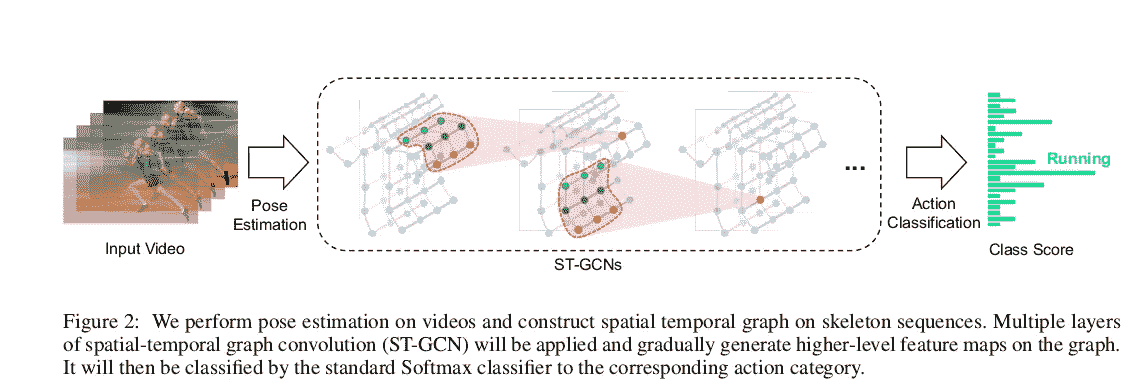 Input Video
Pose
Estimation
ST-GCNs
...
Action
Classification
Running
Class Score
Figure 2: We perform pose estimation on videos and construct spatial temporal graph on skeleton sequences. Multiple layers
of spatial-temporal graph convolution (ST-GCN) will be applied and gradually generate higher-level feature maps on the graph.
It will then be classified by the standard Softmax classifier to the corresponding action category.